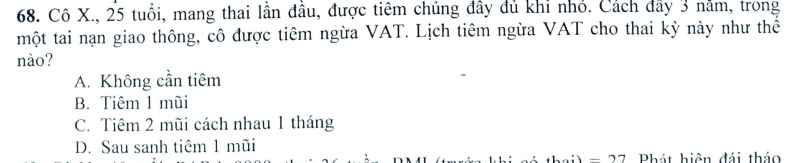 68. Cô X., 25 tuổi, mang thai lần đầu, được tiêm chủng đầy đủ khi nhỏ. Cách đây 3 năm, trong
một tai nạn giao thông, cô được tiêm ngừa VAT. Lịch tiêm ngừa VAT cho thai kỳ này như thế
nào?
A. Không cần tiêm
B. Tiêm 1 mũi
C. Tiêm 2 mũi cách nhau 1 tháng
D. Sau sanh tiêm 1 mũi
BMI (trước khi có thai) = 27. Phát hiện đái tháo